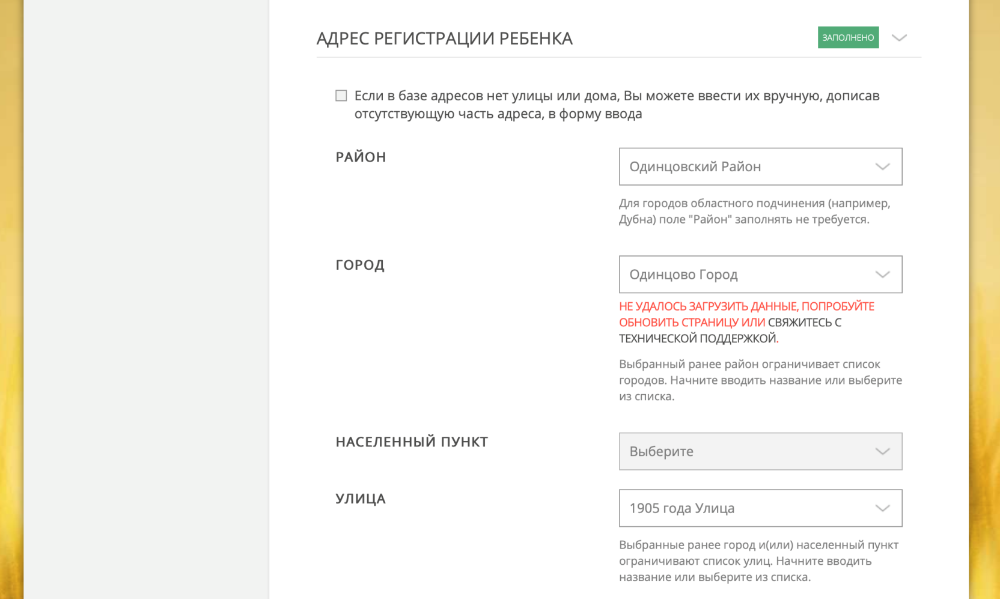 АДРЕС РЕГИСТРАЦИИ РЕБЕНКА
ЗАПОЛНЕНО
Если в базе адресов нет улицы или дома, Вы можете ввести их вручную, дописав
отсутствующую часть адреса, в форму ввода
РАЙОН
Одинцовский Район
Для городов областного подчинения (например,
Дубна) поле "Район" заполнять не требуется.
ГОРОД
Одинцово Город
НЕ УДАЛОСЬ ЗАГРУЗИТЬ ДАННЫЕ, ПОПРОБУЙТЕ
ОБНОВИТЬ СТРАНИЦУ ИЛИ СВЯЖИТЕСЬ С
ТЕХНИЧЕСКОЙ ПОДДЕРЖКОЙ.
Выбранный ранее район ограничивает список
городов. Начните вводить название или выберите
из списка.
НАСЕЛЕННЫЙ ПУНКТ
Выберите
УЛИЦА
1905 года Улица
Выбранные ранее город и(или) населенный пункт
ограничивают список улиц. Начните вводить
название или выберите из списка.